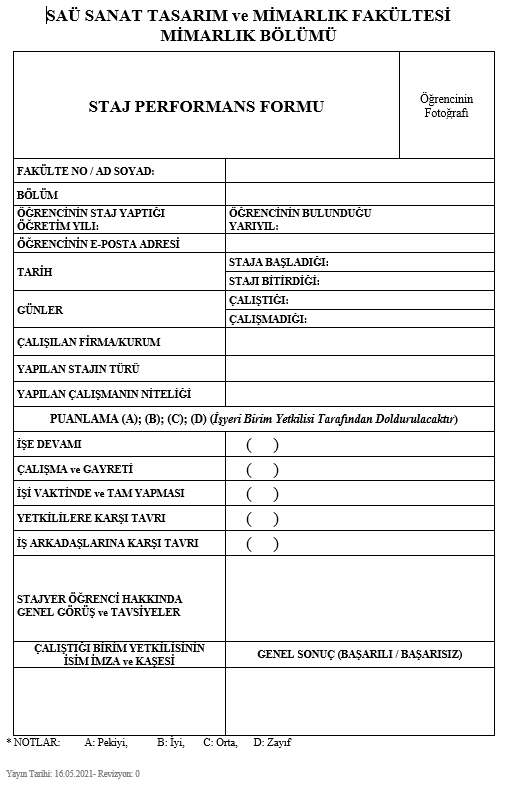 SAÜ SANAT TASARIM ve MİMARLIK FAKÜLTESİ
MİMARLIK BÖLÜMÜ
STAJ PERFORMANS FORMU
Öğrencinin
Fotoğrafı
FAKÜLTE NO / AD SOYAD:
BÖLÜM
ÖĞRENCİNİN STAJ YAPTIĞI
ÖĞRETİM YILI:
ÖĞRENCİNİN BULUNDUĞU
YARIYIL:
ÖĞRENCİNİN E-POSTA ADRESİ
TARİH
STAJA BAŞLADIĞI:
STAJI BİTİRDİĞİ:
GÜNLER
ÇALIŞTIĞI:
ÇALIŞMADIĞI:
ÇALIŞILAN FİRMA/KURUM
YAPILAN STAJIN TÜRÜ
YAPILAN ÇALIŞMANIN NİTELİĞİ
PUANLAMA (A); (B); (C); (D) (İşyeri Birim Yetkilisi Tarafından Doldurulacaktır)
İŞE DEVAMI ( )
ÇALIŞMA ve GAYRETİ ( )
İŞİ VAKTİNDE ve TAM YAPMASI ( )
YETKİLİLERE KARŞI TAVRI ( )
İŞ ARKADAŞLARINA KARŞI TAVRI ( )
STAJYER ÖĞRENCİ HAKKINDA
GENEL GÖRÜŞ ve TAVSİYELER
ÇALIŞTIĞI BİRİM YETKİLİSİNİN
İSİM İMZA ve KAŞESİ
GENEL SONUÇ (BAŞARILI / BAŞARISIZ)
* NOTLAR: A: Pekiyi, B: İyi, C: Orta, D: Zayıf
Yayın Tarihi: 16.05.2021- Revizyon: 0